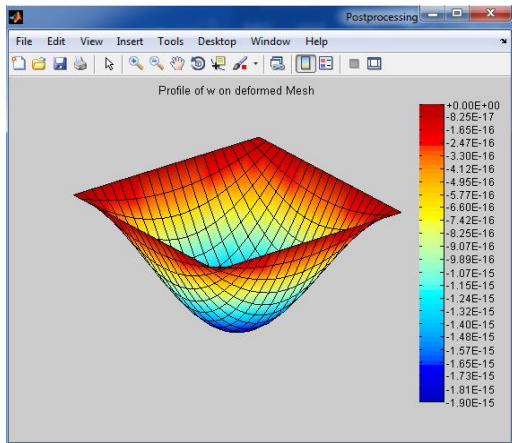 Postprocessing
File Edit View Insert Tools Desktop Window Help
Profile of w on deformed Mesh
+0.00E+00
-8.25E-17
-1.65E-16
-2.47E-16
-3.30E-16
-4.12E-16
-4.95E-16
-5.77E-16
-6.60E-16
-7.42E-16
-8.25E-16
-9.07E-16
-9.89E-16
-1.07E-15
-1.15E-15
-1.24E-15
-1.32E-15
-1.40E-15
-1.48E-15
-1.57E-15
-1.65E-15
-1.73E-15
-1.81E-15
-1.90E-15